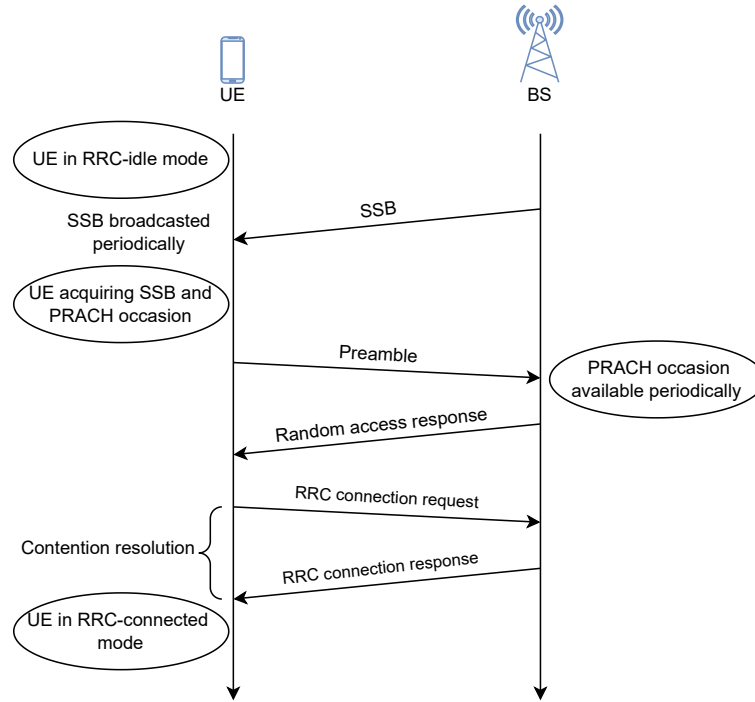 UE
BS
UE in RRC-idle mode
SSB
SSB broadcasted
periodically
UE acquiring SSB and
PRACH occasion
Preamble
PRACH occasion
available periodically
Random access response
RRC connection request
Contention resolution
RRC connection response
UE in RRC-connected
mode